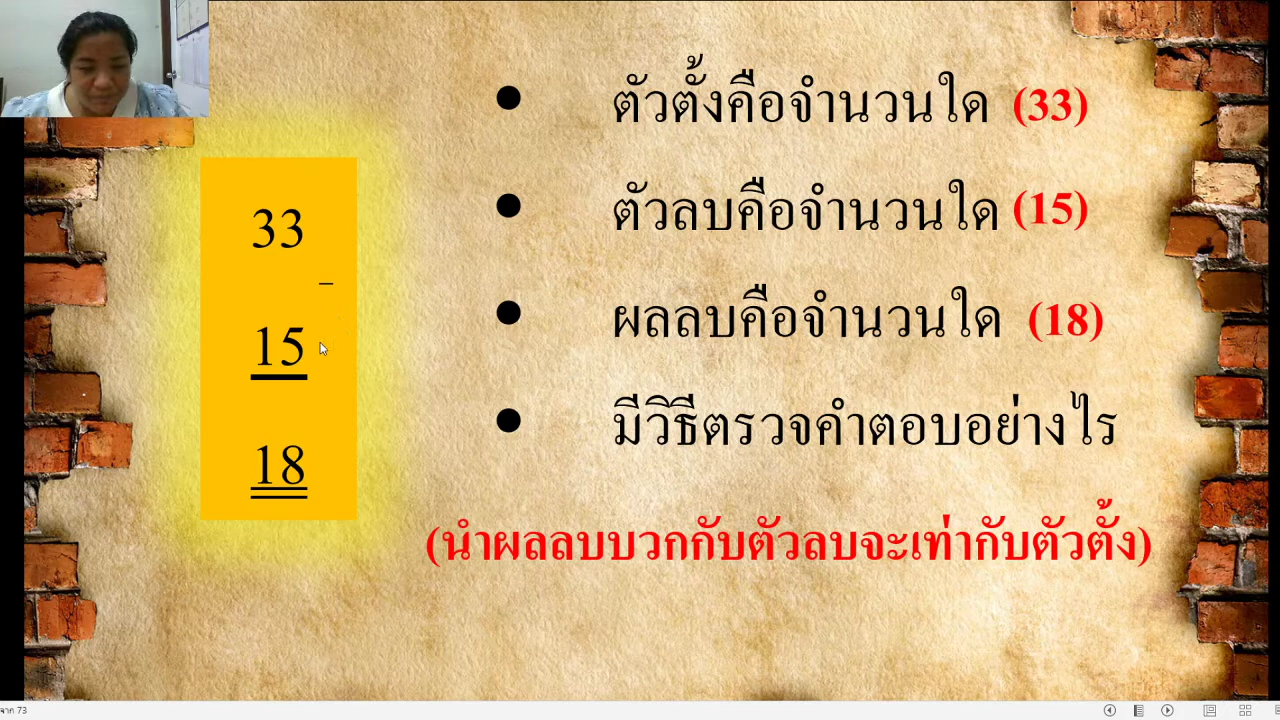 33
–
15
18
• ตัวตั้งคือจำนวนใด (33)
• ตัวลบคือจำนวนใด (15)
• ผลลบคือจำนวนใด (18)
• มีวิธีตรวจคำตอบอย่างไร
(นำผลลบบวกกับตัวลบจะเท่ากับตัวตั้ง)
จาก 73